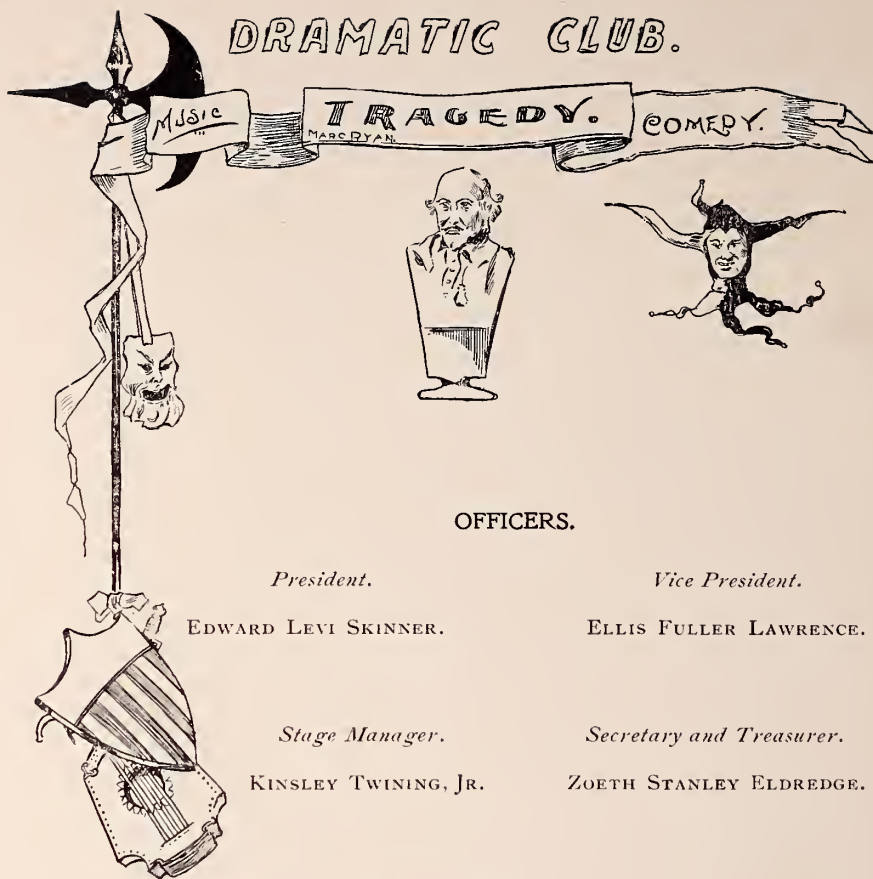 DRAMATIC CLUB.
MUSIC
TRAGEDY.
MARC RYAN.
COMEDY.
OFFICERS.
President.
Vice President.
EDWARD LEVI SKINNER.
ELLIS FULLER LAWRENCE.
Stage Manager.
Secretary and Treasurer.
KINSLEY TWINING, JR.
ZOETH STANLEY ELDREDGE.